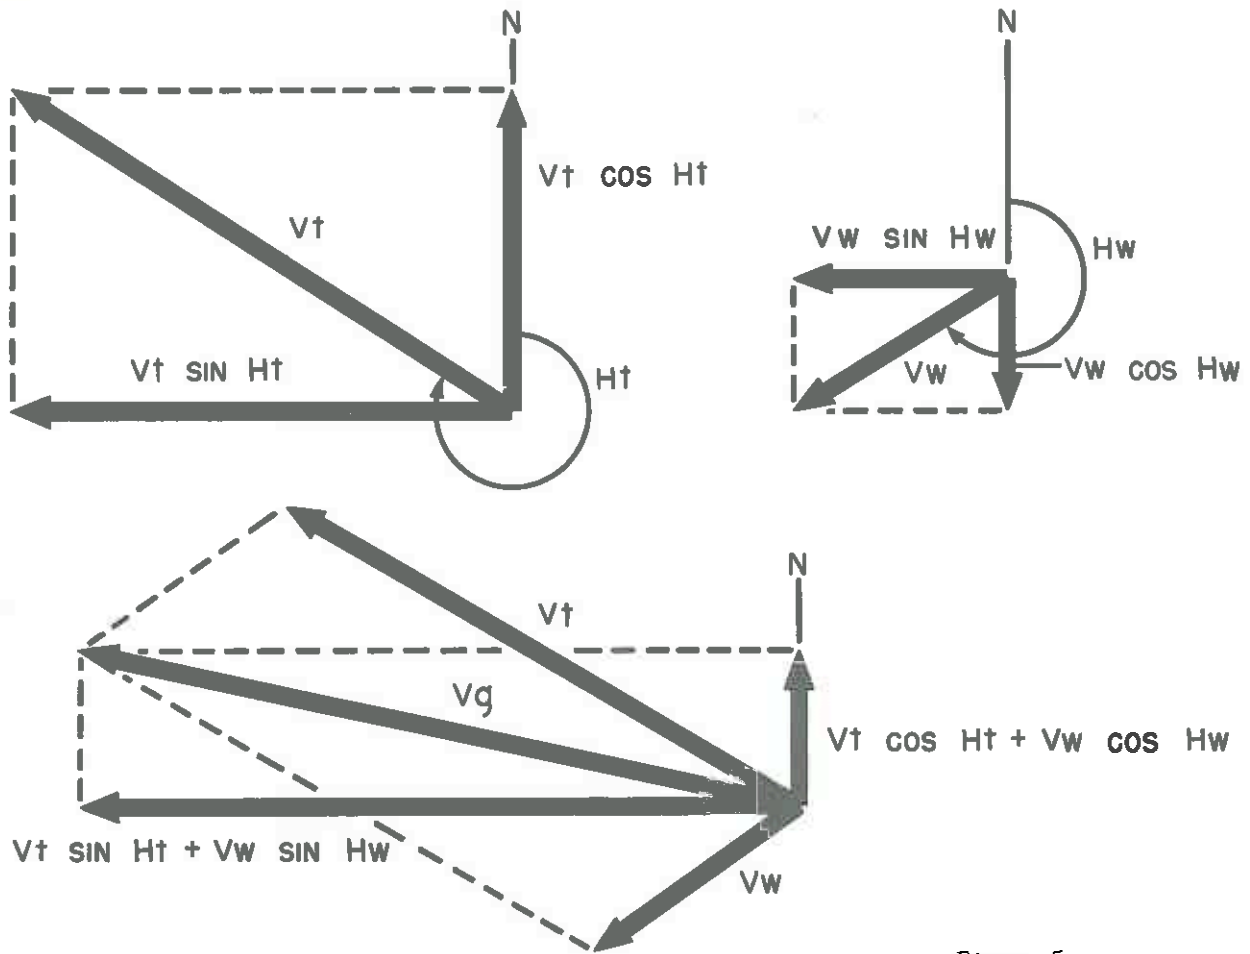 N
N
Vt cos Ht
Vt
Vw SIN Hw
Hw
Vt SIN Ht
Ht
Vw
Vw cos Hw
N
Vt
Vg
Vt cos Ht + Vw cos Hw
Vt SIN Ht + Vw SIN Hw
Vw